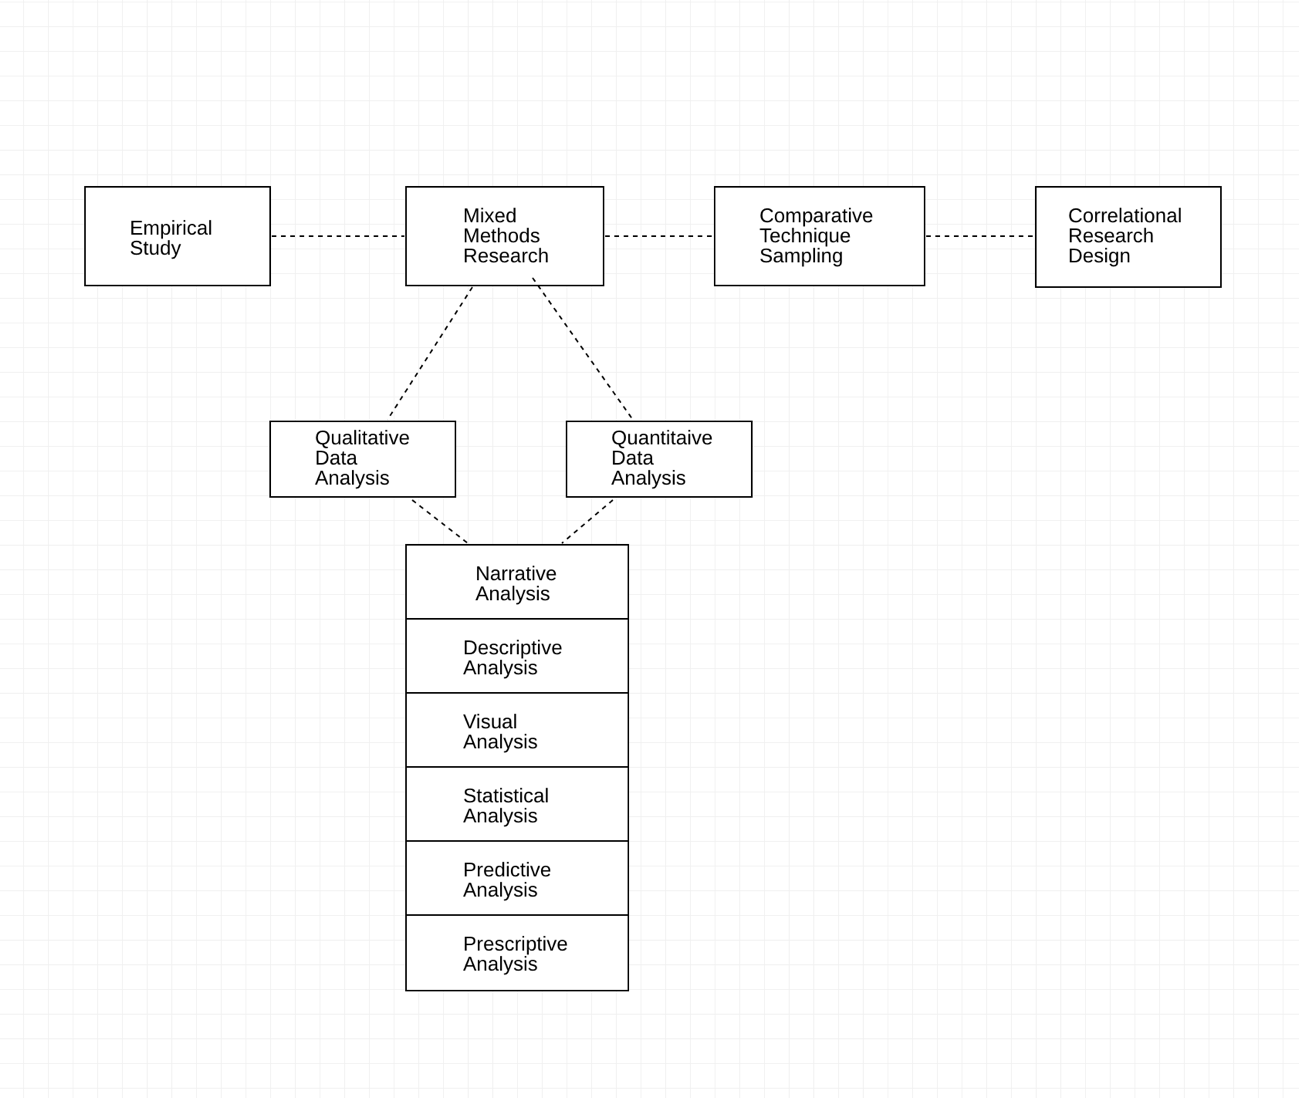 Empirical
Study
Mixed
Methods
Research
Comparative
Technique
Sampling
Correlational
Research
Design
Qualitative
Data
Analysis
Quantitaive
Data
Analysis
Narrative
Analysis
Descriptive
Analysis
Visual
Analysis
Statistical
Analysis
Predictive
Analysis
Prescriptive
Analysis